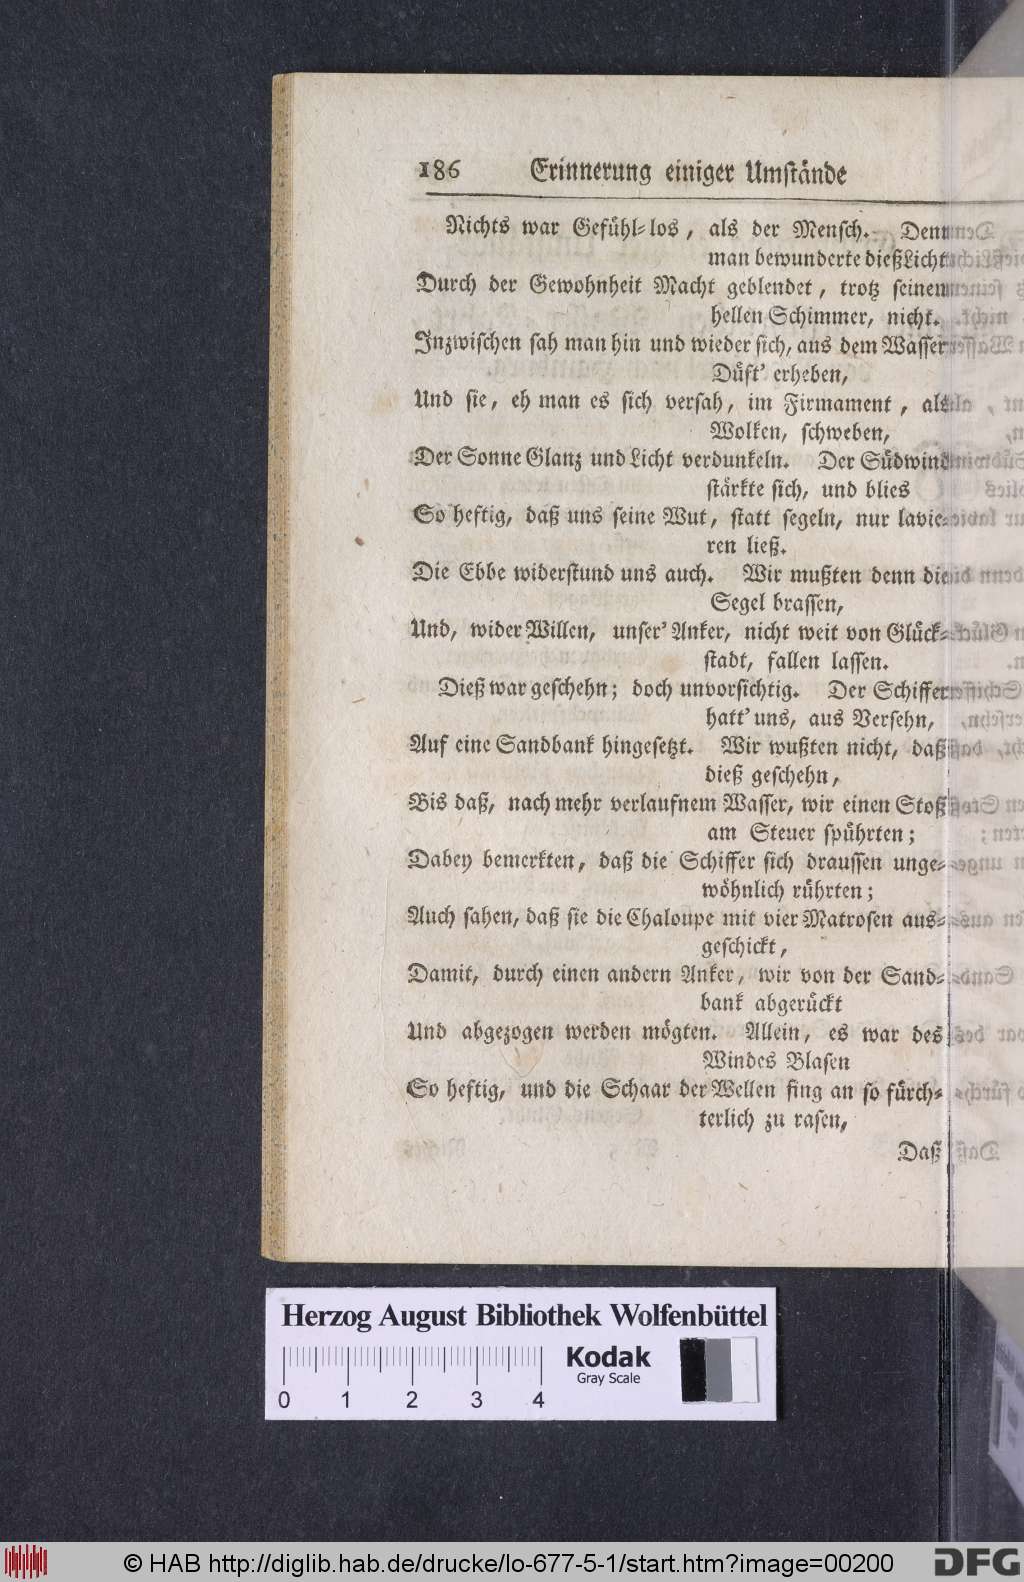 186 Erinnerung einiger Umstände
Nichts war Gefühl-los, als der Mensch. Denn
man bewunderte dieß Licht
Durch der Gewohnheit Macht geblendet, trotz seinem
hellen Schimmer, nicht.
Inzwischen sah man hin und wieder sich, aus dem Wasser
Düft' erheben,
Und sie, eh man es sich versah, im Firmament, als
Wolken, schweben,
Der Sonne Glanz und Licht verdunkeln. Der Südwind
stärkte sich, und blies
So heftig, daß uns seine Wut, statt segeln, nur lavie-
ren ließ.
Die Ebbe widerstund uns auch. Wir mußten denn die
Segel brassen,
Und, wider Willen, unser' Anker, nicht weit von Glück-
stadt, fallen lassen.
Dieß war geschehn; doch unvorsichtig. Der Schiffer
hatt' uns, aus Versehn,
Auf eine Sandbank hingesetzt. Wir wußten nicht, daß
dieß geschehn,
Bis daß, nach mehr verlaufnem Wasser, wir einen Stoß
am Steuer spührten;
Dabey bemerkten, daß die Schiffer sich draussen unge-
wöhnlich rührten;
Auch sahen, daß sie die Chaloupe mit vier Matrosen aus-
geschickt,
Damit, durch einen andern Anker, wir von der Sand-
bank abgerückt
Und abgezogen werden mögten. Allein, es war des
Windes Blasen
So heftig, und die Schaar der Wellen fing an so fürch-
terlich zu rasen,
Daß
Herzog August Bibliothek Wolfenbüttel
Kodak
Gray Scale
0 1 2 3 4
© HAB http://diglib.hab.de/drucke/lo-677-5-1/start.htm?image=00200
DFG